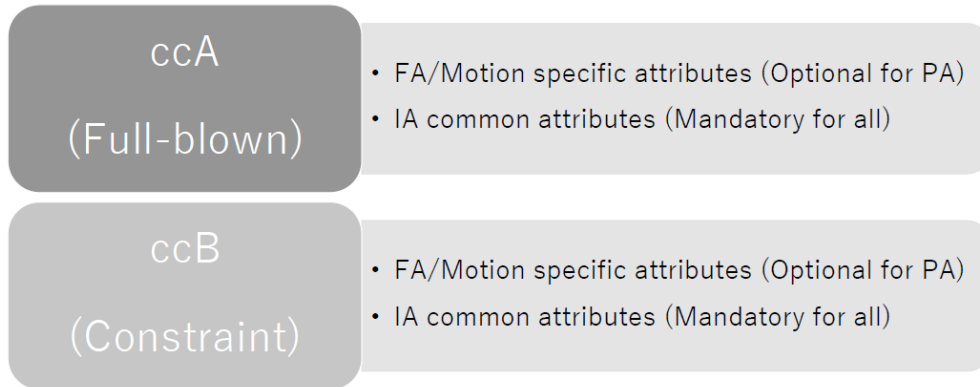 ccA
(Full-blown)
• FA/Motion specific attributes (Optional for PA)
• IA common attributes (Mandatory for all)
ccB
(Constraint)
• FA/Motion specific attributes (Optional for PA)
• IA common attributes (Mandatory for all)